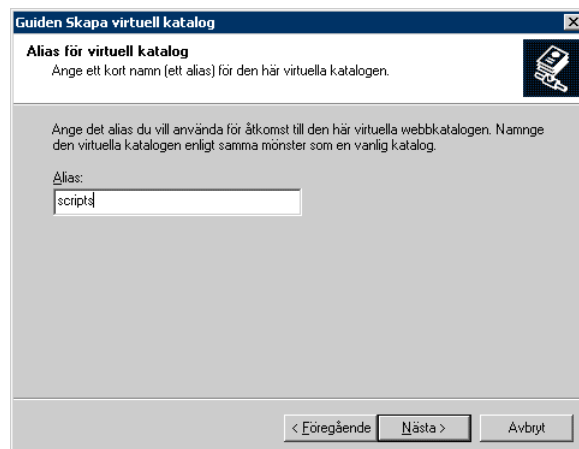 Guiden Skapa virtuell katalog
Alias för virtuell katalog
Ange ett kort namn (ett alias) för den här virtuella katalogen.
Ange det alias du vill använda för åtkomst till den här virtuella webbkatalogen. Namnge
den virtuella katalogen enligt samma mönster som en vanlig katalog.
Alias:
scripts
< Föregående Nästa > Avbryt